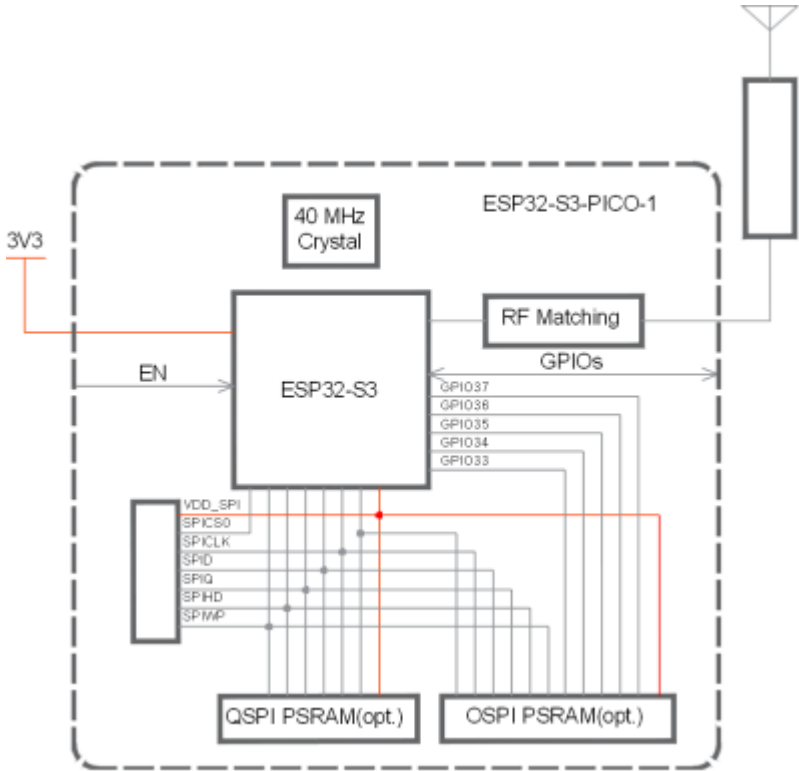 ESP32-S3-PICO-1
40 MHz
Crystal
3V3
RF Matching
GPIOs
EN
ESP32-S3
GPIO37
GPIO36
GPIO35
GPIO34
GPIO33
VDD_SPI
SPICS0
SPICLK
SPID
SPIQ
SPIHD
SPIWP
QSPI PSRAM(opt.)
OSPI PSRAM(opt.)